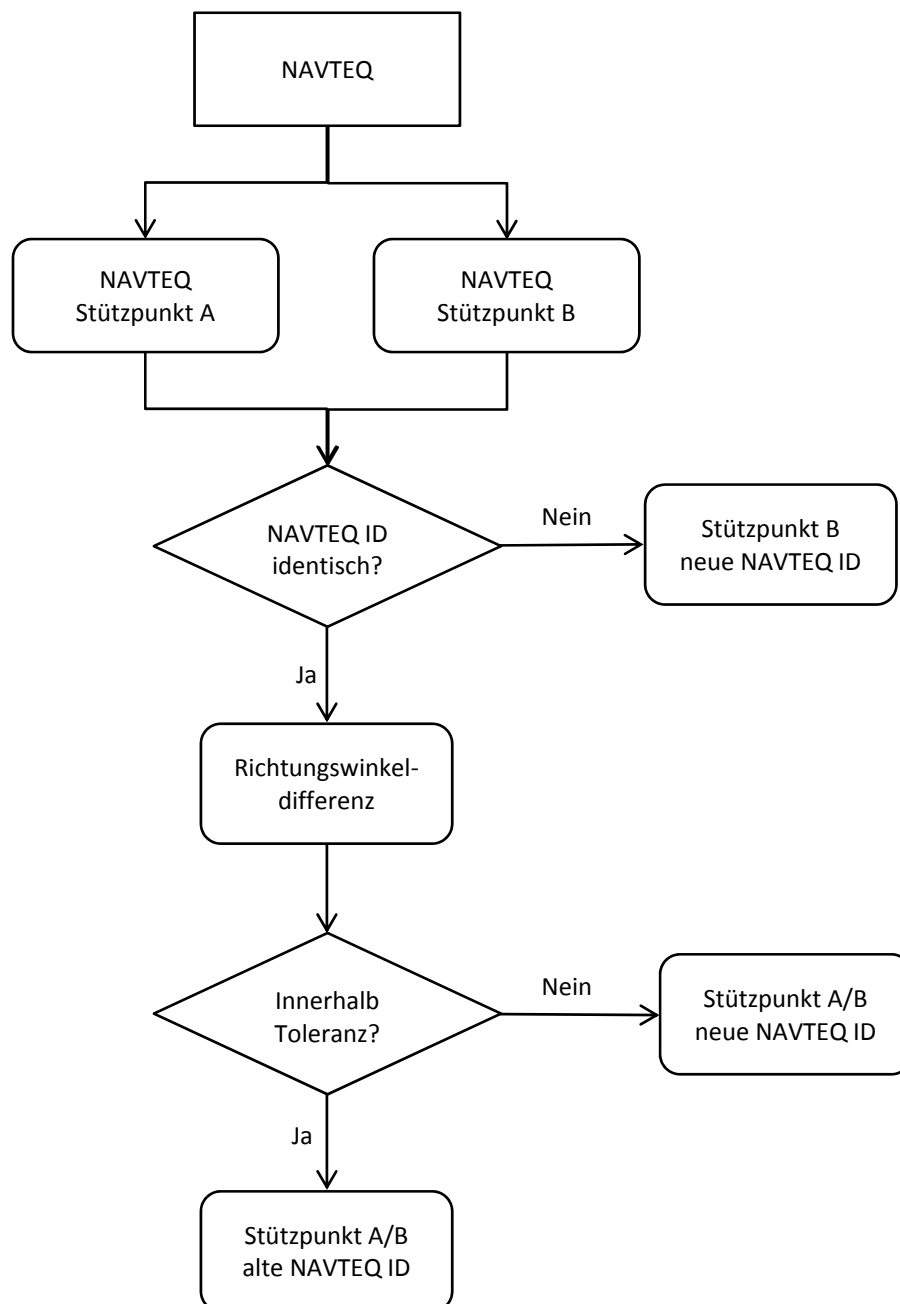 NAVTEQ
NAVTEQ
Stützpunkt A
NAVTEQ
Stützpunkt B
NAVTEQ ID
identisch?
Nein
Stützpunkt B
neue NAVTEQ ID
Ja
Richtungswinkel-
differenz
Innerhalb
Toleranz?
Nein
Stützpunkt A/B
neue NAVTEQ ID
Ja
Stützpunkt A/B
alte NAVTEQ ID